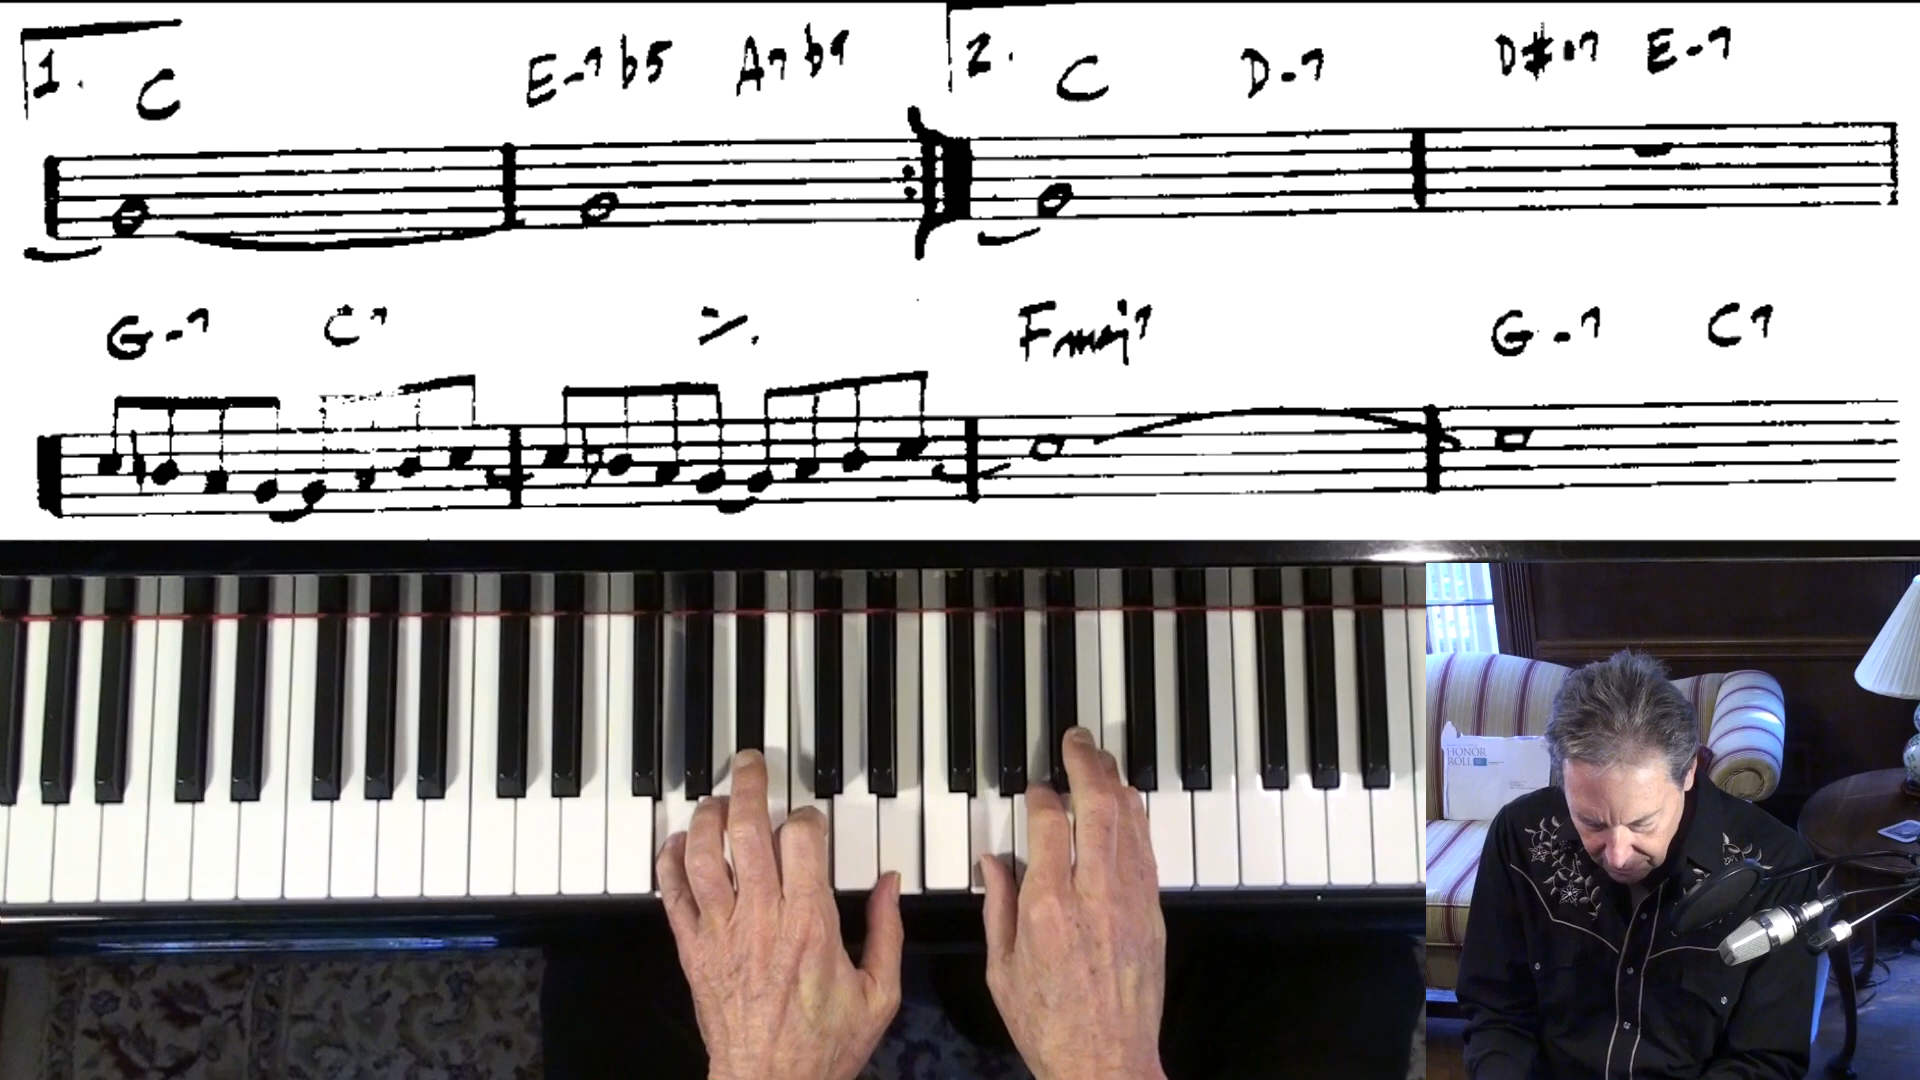 1. C E-7b5 A7b9 2. C D-7 D#o7 E-7
G-7 C7 ٪ Fmaj7 G-7 C7
HONOR
ROLL